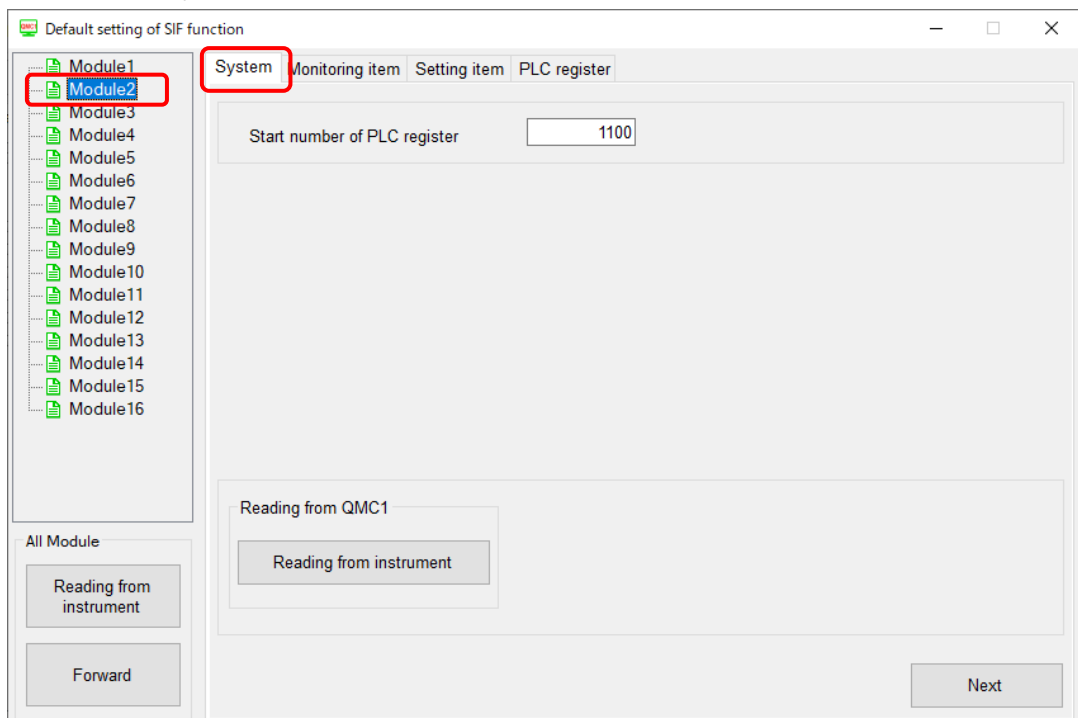 QMC1
Default setting of SIF function
Module1
Module2
Module3
Module4
Module5
Module6
Module7
Module8
Module9
Module10
Module11
Module12
Module13
Module14
Module15
Module16
All Module
Reading from
instrument
Forward
System Monitoring item Setting item PLC register
Start number of PLC register 1100
Reading from QMC1
Reading from instrument
Next